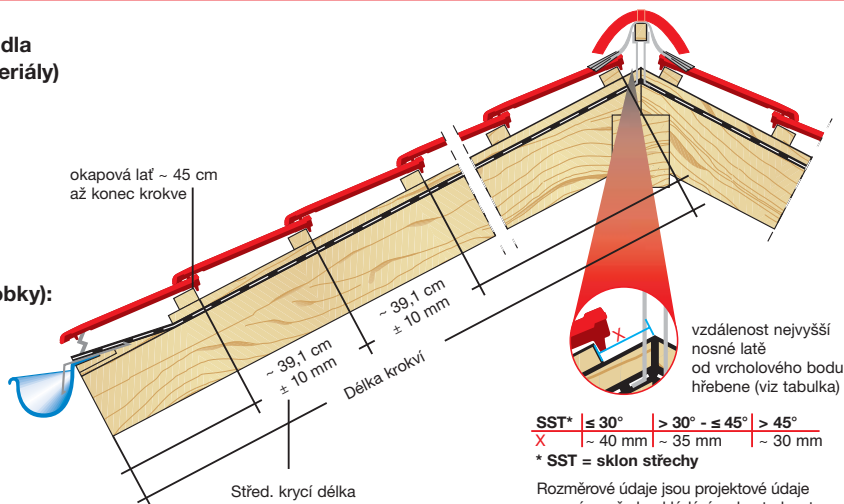 dla
eriály)
okapová lať ~ 45 cm
až konec krokve
obky):
~ 39,1 cm
± 10 mm
~ 39,1 cm
± 10 mm
Délka krokví
Střed. krycí délka
X
vzdálenost nejvyšší
nosné latě
od vrcholového bodu
hřebene (viz tabulka)
SST* ≤ 30° > 30° - ≤ 45° > 45°
X ~ 40 mm ~ 35 mm ~ 30 mm
* SST = sklon střechy
Rozměrové údaje jsou projektové údaje